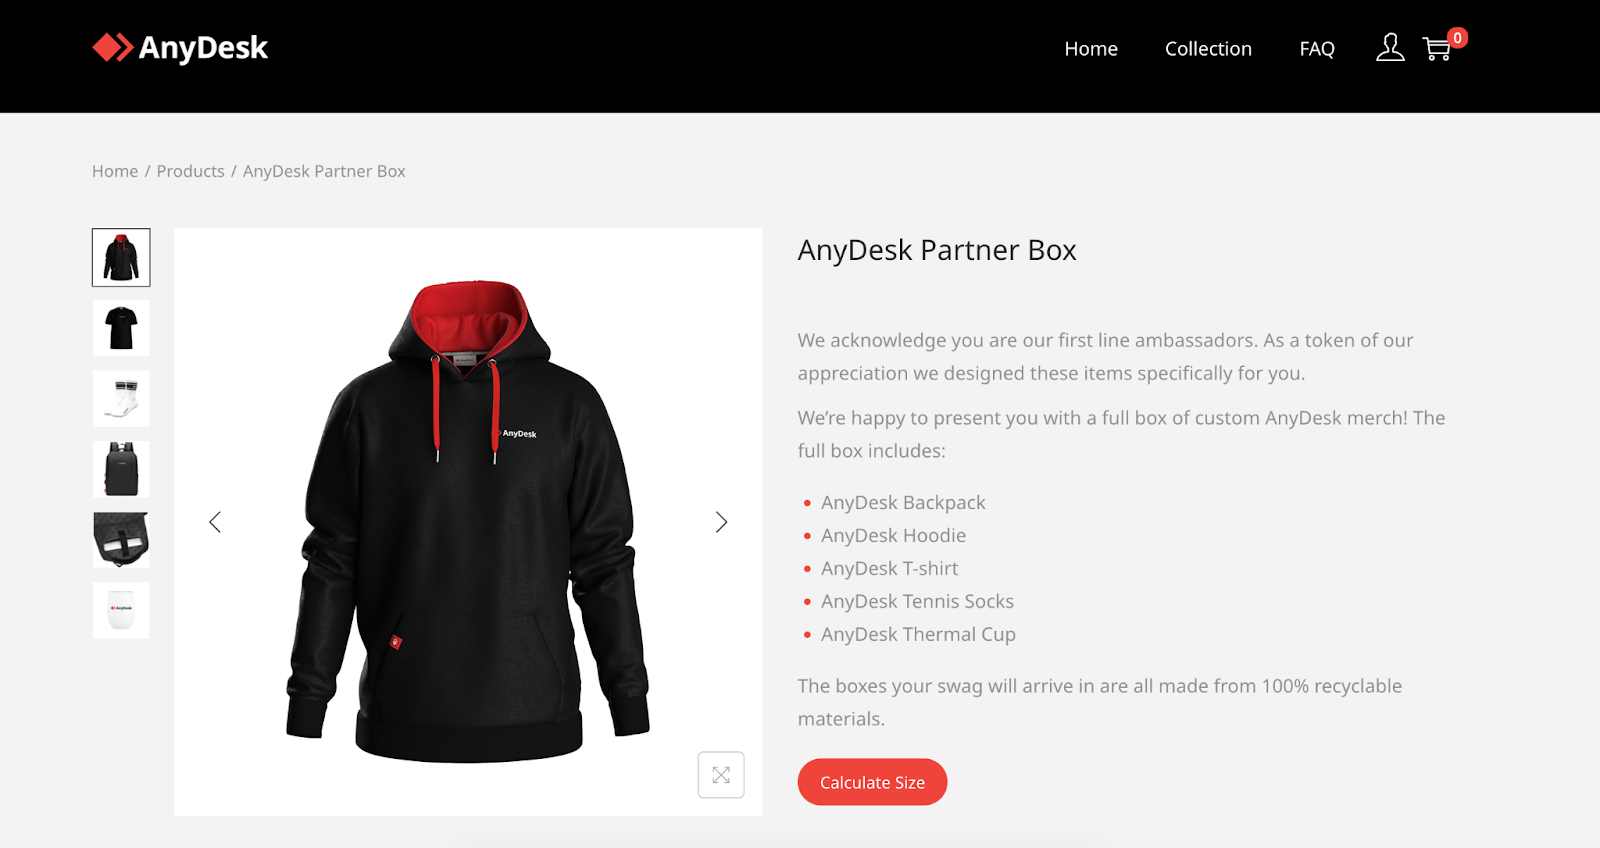 AnyDesk
Home
Collection
FAQ
0
Home / Products / AnyDesk Partner Box
AnyDesk Partner Box
We acknowledge you are our first line ambassadors. As a token of our
appreciation we designed these items specifically for you.
We’re happy to present you with a full box of custom AnyDesk merch! The
full box includes:
AnyDesk Backpack
AnyDesk Hoodie
AnyDesk T-shirt
AnyDesk Tennis Socks
AnyDesk Thermal Cup
The boxes your swag will arrive in are all made from 100% recyclable
materials.
Calculate Size
AnyDesk
AnyDesk